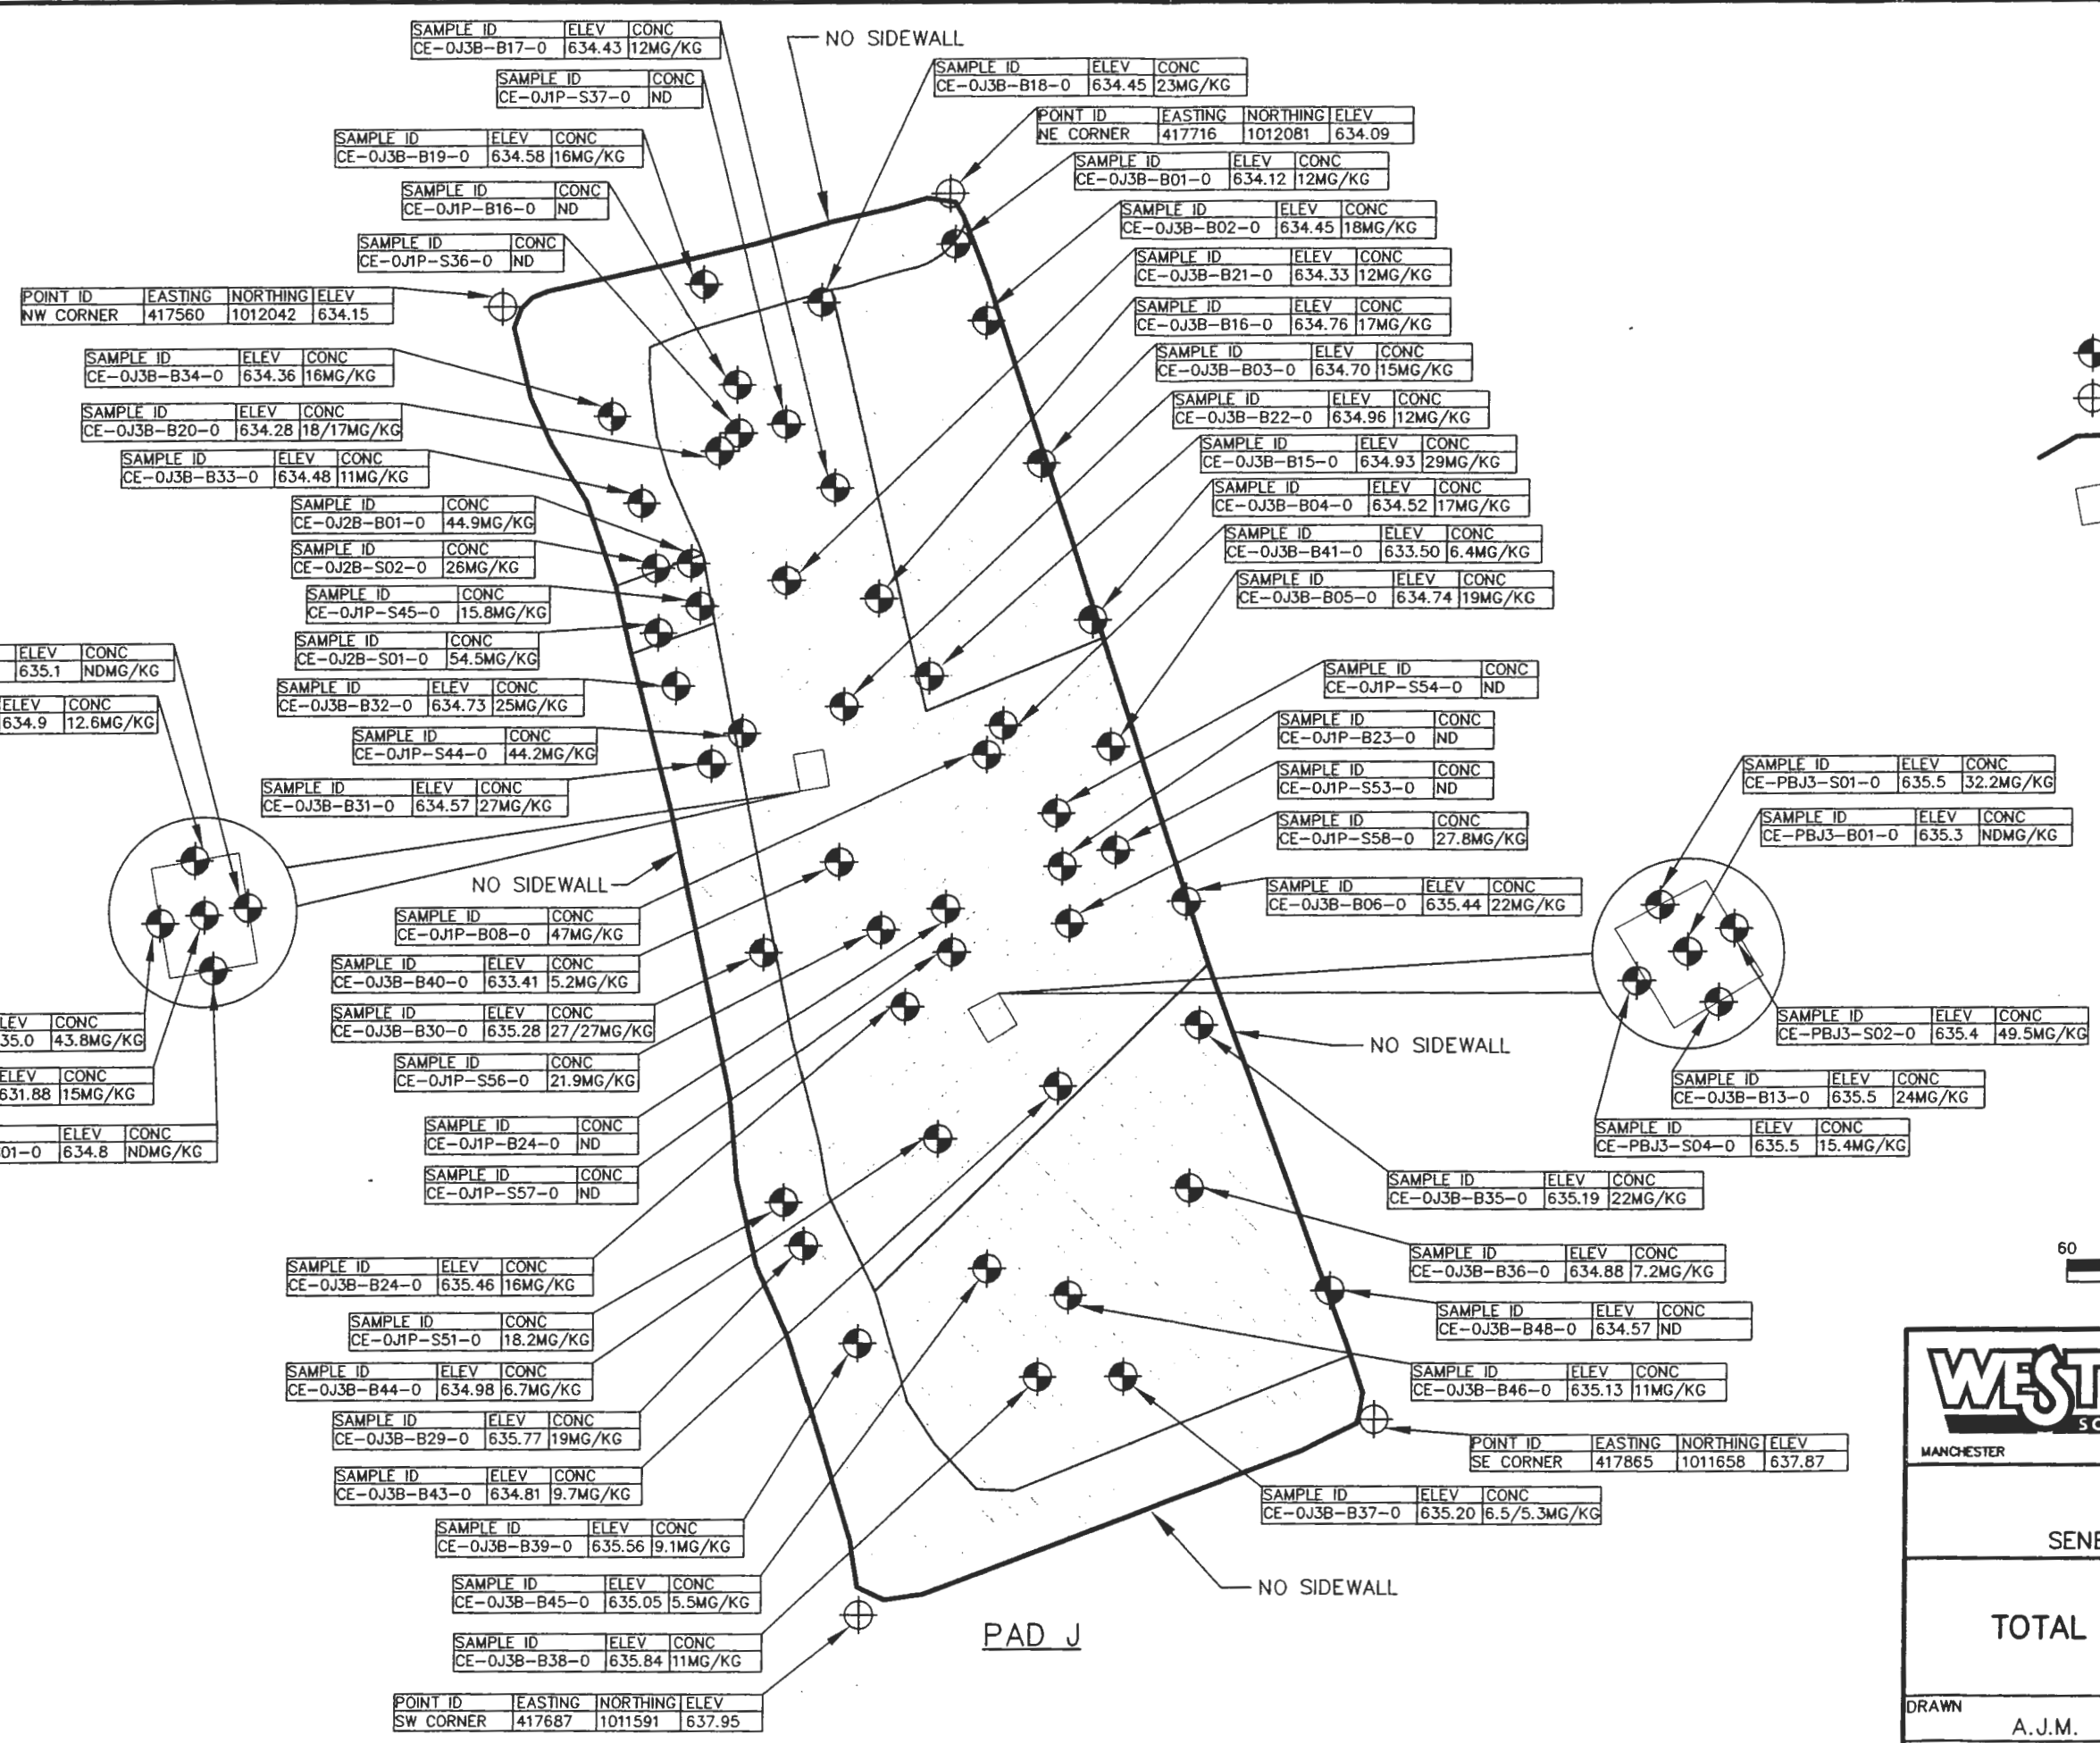 SAMPLE ID ELEV CONC
CE-0J3B-B17-0 634.43 12MG/KG
NO SIDEWALL
SAMPLE ID CONC
CE-0J1P-S37-0 ND
SAMPLE ID ELEV CONC
CE-0J3B-B18-0 634.45 23MG/KG
POINT ID EASTING NORTHING ELEV
NE CORNER 417716 1012081 634.09
SAMPLE ID ELEV CONC
CE-0J3B-B19-0 634.58 16MG/KG
SAMPLE ID ELEV CONC
CE-0J3B-B01-0 634.12 12MG/KG
SAMPLE ID CONC
CE-0J1P-B16-0 ND
SAMPLE ID ELEV CONC
CE-0J3B-B02-0 634.45 18MG/KG
SAMPLE ID CONC
CE-0J1P-S36-0 ND
SAMPLE ID ELEV CONC
CE-0J3B-B21-0 634.33 12MG/KG
POINT ID EASTING NORTHING ELEV
NW CORNER 417560 1012042 634.15
SAMPLE ID ELEV CONC
CE-0J3B-B16-0 634.76 17MG/KG
SAMPLE ID ELEV CONC
CE-0J3B-B34-0 634.36 16MG/KG
SAMPLE ID ELEV CONC
CE-0J3B-B03-0 634.70 15MG/KG
SAMPLE ID ELEV CONC
CE-0J3B-B20-0 634.28 18/17MG/KG
SAMPLE ID ELEV CONC
CE-0J3B-B22-0 634.96 12MG/KG
SAMPLE ID ELEV CONC
CE-0J3B-B33-0 634.48 11MG/KG
SAMPLE ID ELEV CONC
CE-0J3B-B15-0 634.93 29MG/KG
SAMPLE ID CONC
CE-0J2B-B01-0 44.9MG/KG
SAMPLE ID ELEV CONC
CE-0J3B-B04-0 634.52 17MG/KG
SAMPLE ID CONC
CE-0J2B-S02-0 26MG/KG
SAMPLE ID ELEV CONC
CE-0J3B-B41-0 633.50 6.4MG/KG
SAMPLE ID CONC
CE-0J1P-S45-0 15.8MG/KG
SAMPLE ID ELEV CONC
CE-0J3B-B05-0 634.74 19MG/KG
SAMPLE ID CONC
CE-0J2B-S01-0 54.5MG/KG
ELEV CONC
635.1 NDMG/KG
SAMPLE ID CONC
CE-0J1P-S54-0 ND
SAMPLE ID ELEV CONC
CE-0J3B-B32-0 634.73 25MG/KG
ELEV CONC
634.9 12.6MG/KG
SAMPLE ID CONC
CE-0J1P-B23-0 ND
SAMPLE ID CONC
CE-0J1P-S44-0 44.2MG/KG
SAMPLE ID CONC
CE-0J1P-S53-0 ND
SAMPLE ID ELEV CONC
CE-PBJ3-S01-0 635.5 32.2MG/KG
SAMPLE ID ELEV CONC
CE-0J3B-B31-0 634.57 27MG/KG
SAMPLE ID CONC
CE-0J1P-S58-0 27.8MG/KG
SAMPLE ID ELEV CONC
CE-PBJ3-B01-0 635.3 NDMG/KG
NO SIDEWALL
SAMPLE ID ELEV CONC
CE-0J3B-B06-0 635.44 22MG/KG
SAMPLE ID CONC
CE-0J1P-B08-0 47MG/KG
SAMPLE ID ELEV CONC
CE-0J3B-B40-0 633.41 5.2MG/KG
SAMPLE ID ELEV CONC
CE-0J3B-B30-0 635.28 27/27MG/KG
LEV CONC
35.0 43.8MG/KG
SAMPLE ID ELEV CONC
CE-PBJ3-S02-0 635.4 49.5MG/KG
NO SIDEWALL
SAMPLE ID CONC
CE-0J1P-S56-0 21.9MG/KG
ELEV CONC
631.88 15MG/KG
SAMPLE ID ELEV CONC
CE-0J3B-B13-0 635.5 24MG/KG
ELEV CONC
01-0 634.8 NDMG/KG
SAMPLE ID CONC
CE-0J1P-B24-0 ND
SAMPLE ID ELEV CONC
CE-PBJ3-S04-0 635.5 15.4MG/KG
SAMPLE ID CONC
CE-0J1P-S57-0 ND
SAMPLE ID ELEV CONC
CE-0J3B-B35-0 635.19 22MG/KG
SAMPLE ID ELEV CONC
CE-0J3B-B24-0 635.46 16MG/KG
SAMPLE ID ELEV CONC
CE-0J3B-B36-0 634.88 7.2MG/KG
60
SAMPLE ID CONC
CE-0J1P-S51-0 18.2MG/KG
SAMPLE ID ELEV CONC
CE-0J3B-B48-0 634.57 ND
SAMPLE ID ELEV CONC
CE-0J3B-B44-0 634.98 6.7MG/KG
SAMPLE ID ELEV CONC
CE-0J3B-B46-0 635.13 11MG/KG
SAMPLE ID ELEV CONC
CE-0J3B-B29-0 635.77 19MG/KG
POINT ID EASTING NORTHING ELEV
SE CORNER 417865 1011658 637.87
WEST
SO
MANCHESTER
SAMPLE ID ELEV CONC
CE-0J3B-B43-0 634.81 9.7MG/KG
SAMPLE ID ELEV CONC
CE-0J3B-B37-0 635.20 6.5/5.3MG/KG
SAMPLE ID ELEV CONC
CE-0J3B-B39-0 635.56 9.1MG/KG
SENE
SAMPLE ID ELEV CONC
CE-0J3B-B45-0 635.05 5.5MG/KG
NO SIDEWALL
PAD J
TOTAL
SAMPLE ID ELEV CONC
CE-0J3B-B38-0 635.84 11MG/KG
POINT ID EASTING NORTHING ELEV
SW CORNER 417687 1011591 637.95
DRAWN
A.J.M.